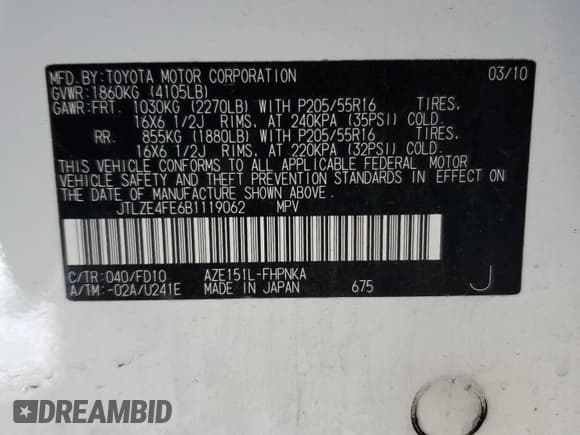 MFD. BY: TOYOTA MOTOR CORPORATION 03/10
GVWR: 1860KG (4105LB)
GAWR: FRT. 1030KG (2270LB) WITH P205/55R16 TIRES,
16X6 1/2J RIMS, AT 240KPA (35PSI) COLD.
RR. 855KG (1880LB) WITH P205/55R16 TIRES,
16X6 1/2J RIMS, AT 220KPA (32PSI) COLD.
THIS VEHICLE CONFORMS TO ALL APPLICABLE FEDERAL MOTOR
VEHICLE SAFETY AND THEFT PREVENTION STANDARDS IN EFFECT ON
THE DATE OF MANUFACTURE SHOWN ABOVE.
JTLZE4FE6B1119062 MPV
C/TR: 040/FD10 AZE151L-FHPNKA
A/TM: -02A/U241E MADE IN JAPAN 675 J
DREAMBID